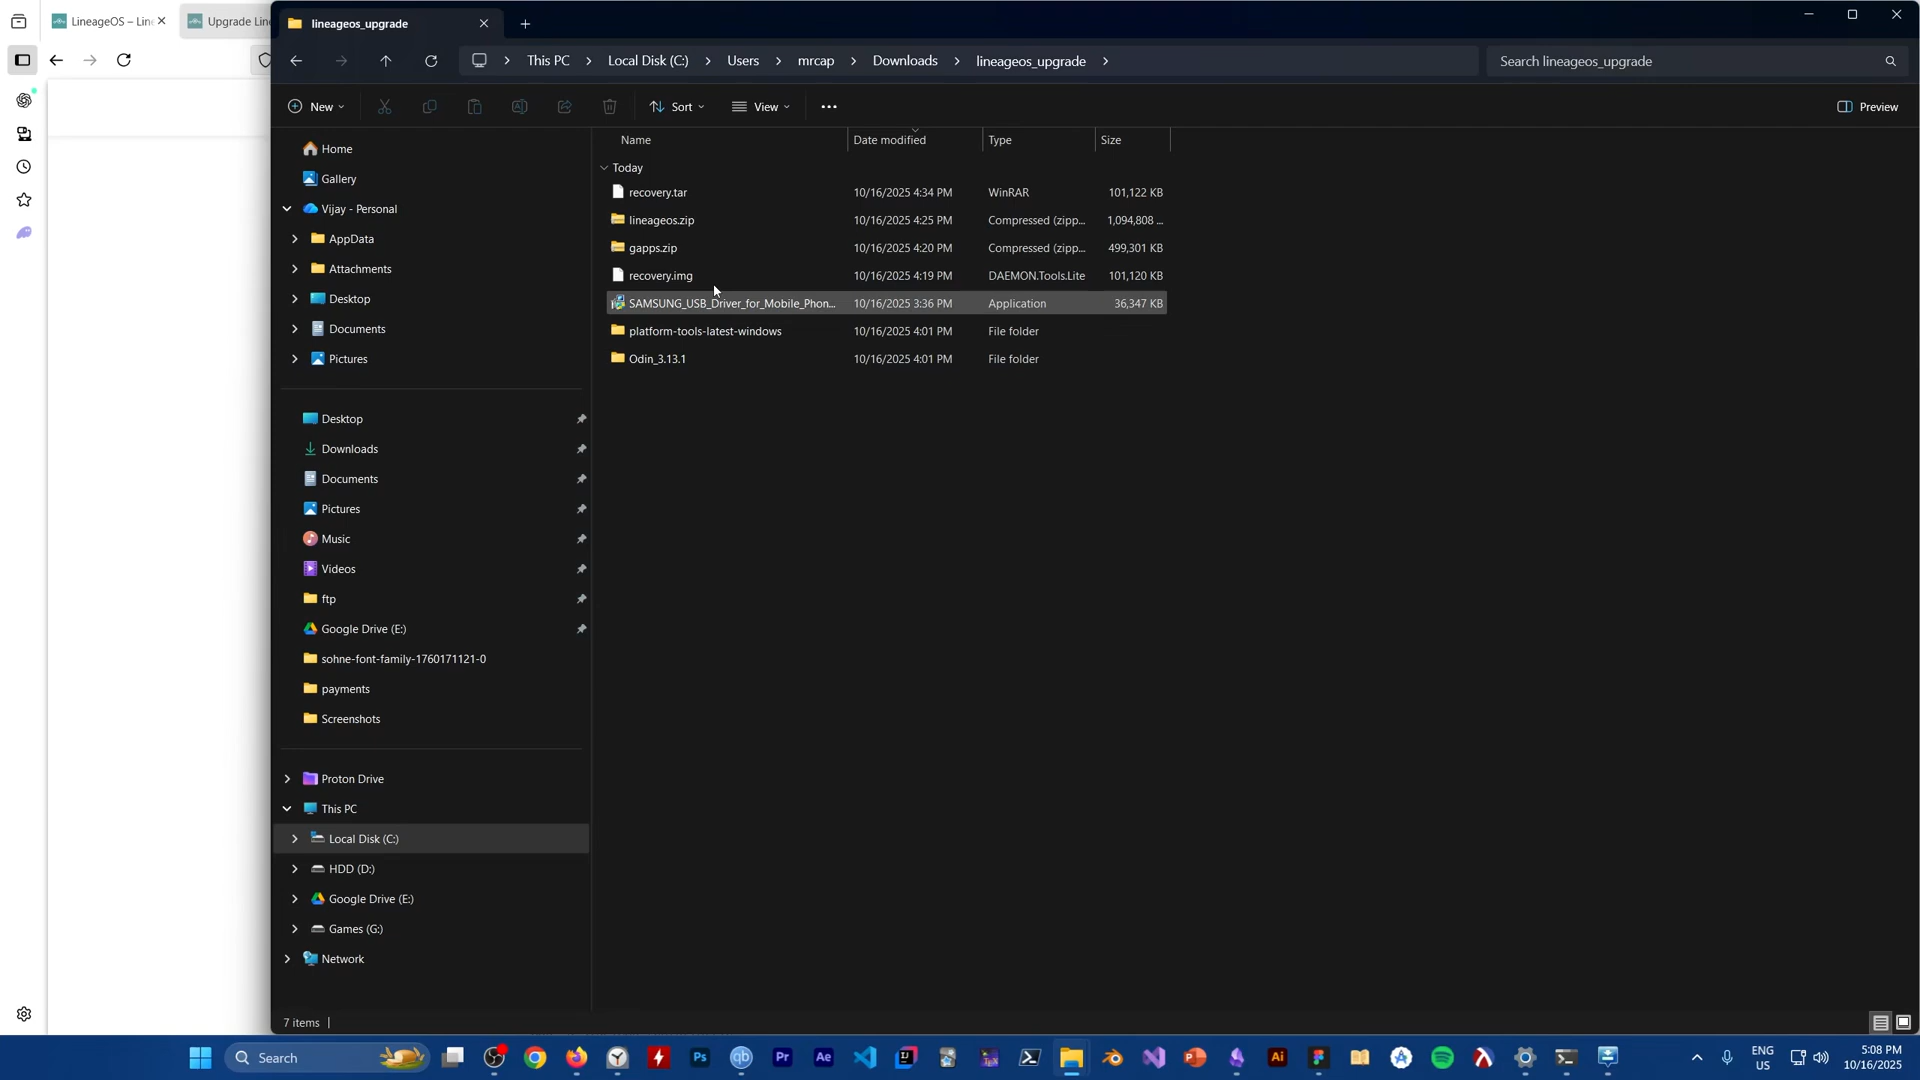 LineageOS – Lin
Upgrade Lin
lineageos_upgrade
This PC
Local Disk (C:)
Users
mrcap
Downloads
lineageos_upgrade
Search lineageos_upgrade
New
Sort
View
Preview
Name
Date modified
Type
Size
Today
recovery.tar
10/16/2025 4:34 PM
WinRAR
101,122 KB
lineageos.zip
10/16/2025 4:25 PM
Compressed (zipp...
1,094,808 ...
gapps.zip
10/16/2025 4:20 PM
Compressed (zipp...
499,301 KB
recovery.img
10/16/2025 4:19 PM
DAEMON.Tools.Lite
101,120 KB
SAMSUNG_USB_Driver_for_Mobile_Phon...
10/16/2025 3:36 PM
Application
36,347 KB
platform-tools-latest-windows
10/16/2025 4:01 PM
File folder
Odin_3.13.1
10/16/2025 4:01 PM
File folder
Home
Gallery
Vijay - Personal
AppData
Attachments
Desktop
Documents
Pictures
Desktop
Downloads
Documents
Pictures
Music
Videos
ftp
Google Drive (E:)
sohne-font-family-1760171121-0
payments
Screenshots
Proton Drive
This PC
Local Disk (C:)
HDD (D:)
Google Drive (E:)
Games (G:)
Network
7 items
Search
Ps
qb
Pr
Ae
Ai
ENG
US
5:08 PM
10/16/2025